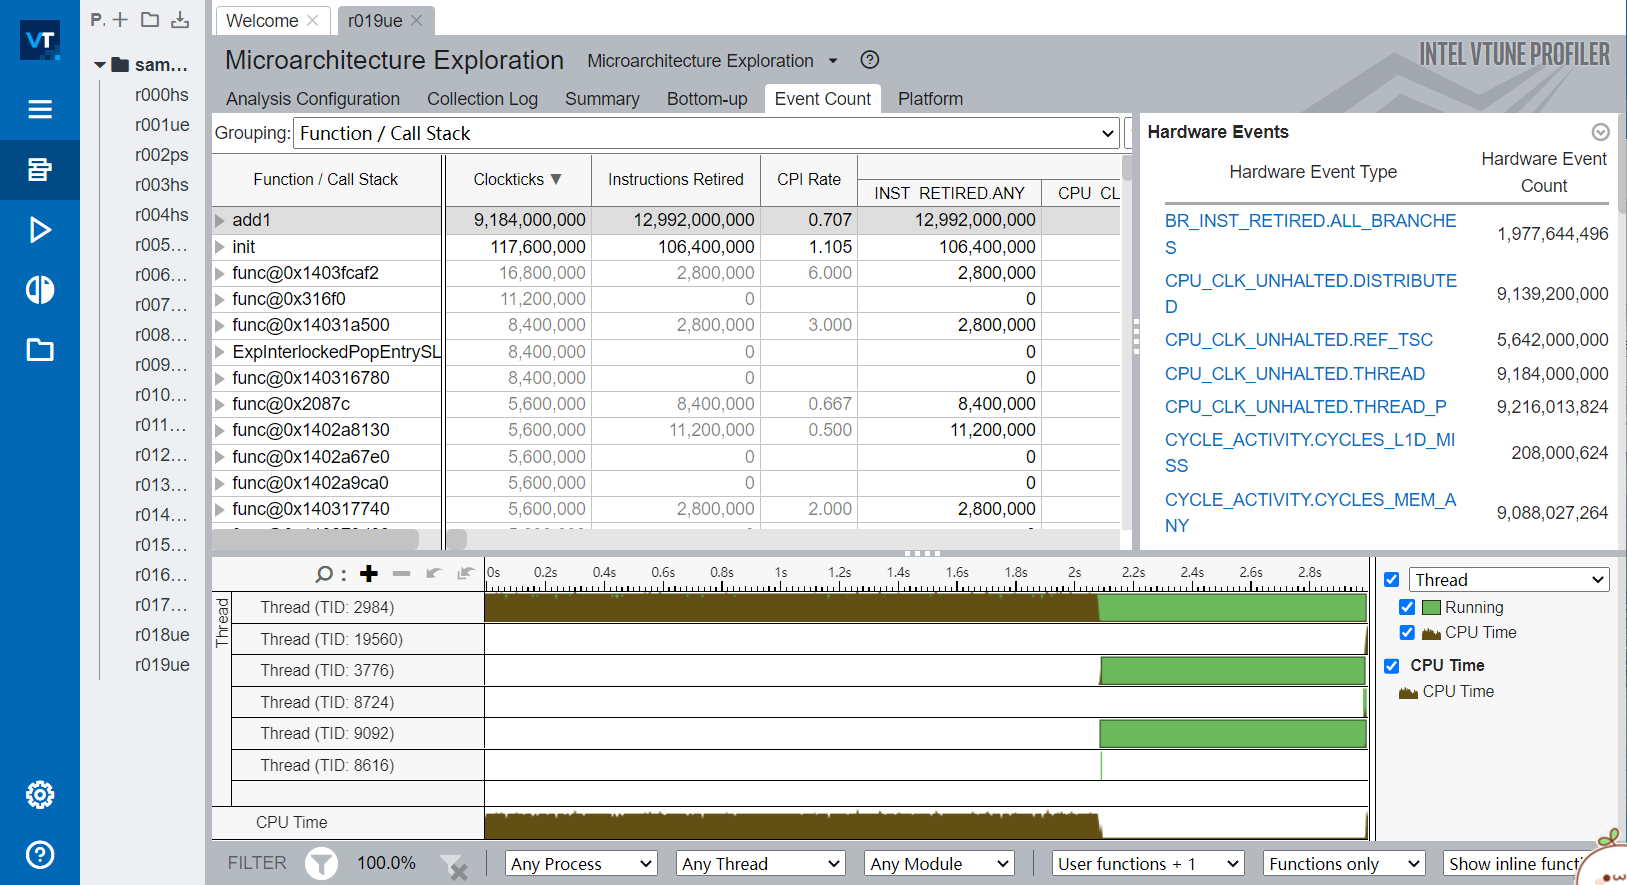 VT
P.
sam...
r000hs
r001ue
r002ps
r003hs
r004hs
r005...
r006...
r007...
r008...
r009...
r010...
r011...
r012...
r013...
r014...
r015...
r016...
r017...
r018ue
r019ue
Welcome
r019ue
Microarchitecture Exploration
Microarchitecture Exploration
INTEL VTUNE PROFILER
Analysis Configuration Collection Log Summary Bottom-up Event Count Platform
Grouping: Function / Call Stack
Function / Call Stack Clockticks ▼ Instructions Retired CPI Rate
INST_RETIRED.ANY CPU_CL
add1 9,184,000,000 12,992,000,000 0.707 12,992,000,000
init 117,600,000 106,400,000 1.105 106,400,000
func@0x1403fcaf2 16,800,000 2,800,000 6.000 2,800,000
func@0x316f0 11,200,000 0 0
func@0x14031a500 8,400,000 2,800,000 3.000 2,800,000
ExpInterlockedPopEntrySL 8,400,000 0 0
func@0x140316780 8,400,000 0 0
func@0x2087c 5,600,000 8,400,000 0.667 8,400,000
func@0x1402a8130 5,600,000 11,200,000 0.500 11,200,000
func@0x1402a67e0 5,600,000 0 0
func@0x1402a9ca0 5,600,000 0 0
func@0x140317740 5,600,000 2,800,000 2.000 2,800,000
Hardware Events
Hardware Event Type
Hardware Event
Count
BR_INST_RETIRED.ALL_BRANCHE
S
1,977,644,496
CPU_CLK_UNHALTED.DISTRIBUTE
D
9,139,200,000
CPU_CLK_UNHALTED.REF_TSC 5,642,000,000
CPU_CLK_UNHALTED.THREAD 9,184,000,000
CPU_CLK_UNHALTED.THREAD_P 9,216,013,824
CYCLE_ACTIVITY.CYCLES_L1D_MI
SS
208,000,624
CYCLE_ACTIVITY.CYCLES_MEM_A
NY
9,088,027,264
0s 0.2s 0.4s 0.6s 0.8s 1s 1.2s 1.4s 1.6s 1.8s 2s 2.2s 2.4s 2.6s 2.8s
Thread
Thread (TID: 2984)
Thread (TID: 19560)
Thread (TID: 3776)
Thread (TID: 8724)
Thread (TID: 9092)
Thread (TID: 8616)
CPU Time
Thread
Running
CPU Time
CPU Time
CPU Time
FILTER 100.0% Any Process Any Thread Any Module User functions + 1 Functions only Show inline functi